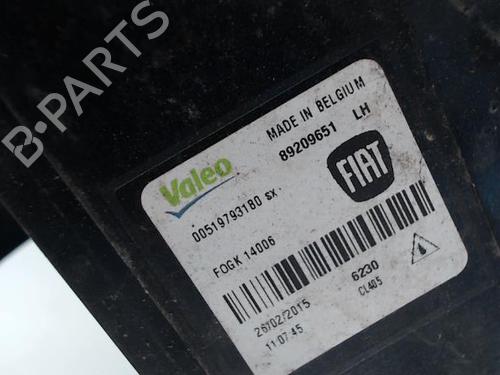 MADE IN BELGIUM
Valeo
89209651 LH
00519793180 SX
FIAT
FOGK 14006
6230
26/02/2015
CL405
11:07:45
B-PARTS